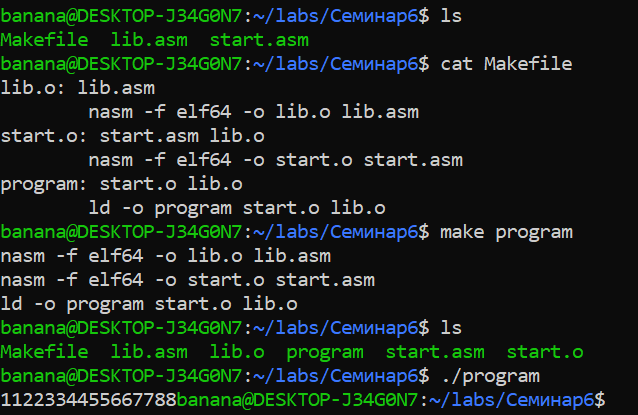 banana@DESKTOP-J34G0N7:~/labs/Семинар6$ ls
Makefile  lib.asm  start.asm
banana@DESKTOP-J34G0N7:~/labs/Семинар6$ cat Makefile
lib.o: lib.asm
        nasm -f elf64 -o lib.o lib.asm
start.o: start.asm lib.o
        nasm -f elf64 -o start.o start.asm
program: start.o lib.o
        ld -o program start.o lib.o
banana@DESKTOP-J34G0N7:~/labs/Семинар6$ make program
nasm -f elf64 -o lib.o lib.asm
nasm -f elf64 -o start.o start.asm
ld -o program start.o lib.o
banana@DESKTOP-J34G0N7:~/labs/Семинар6$ ls
Makefile  lib.asm  lib.o  program  start.asm  start.o
banana@DESKTOP-J34G0N7:~/labs/Семинар6$ ./program
1122334455667788banana@DESKTOP-J34G0N7:~/labs/Семинар6$